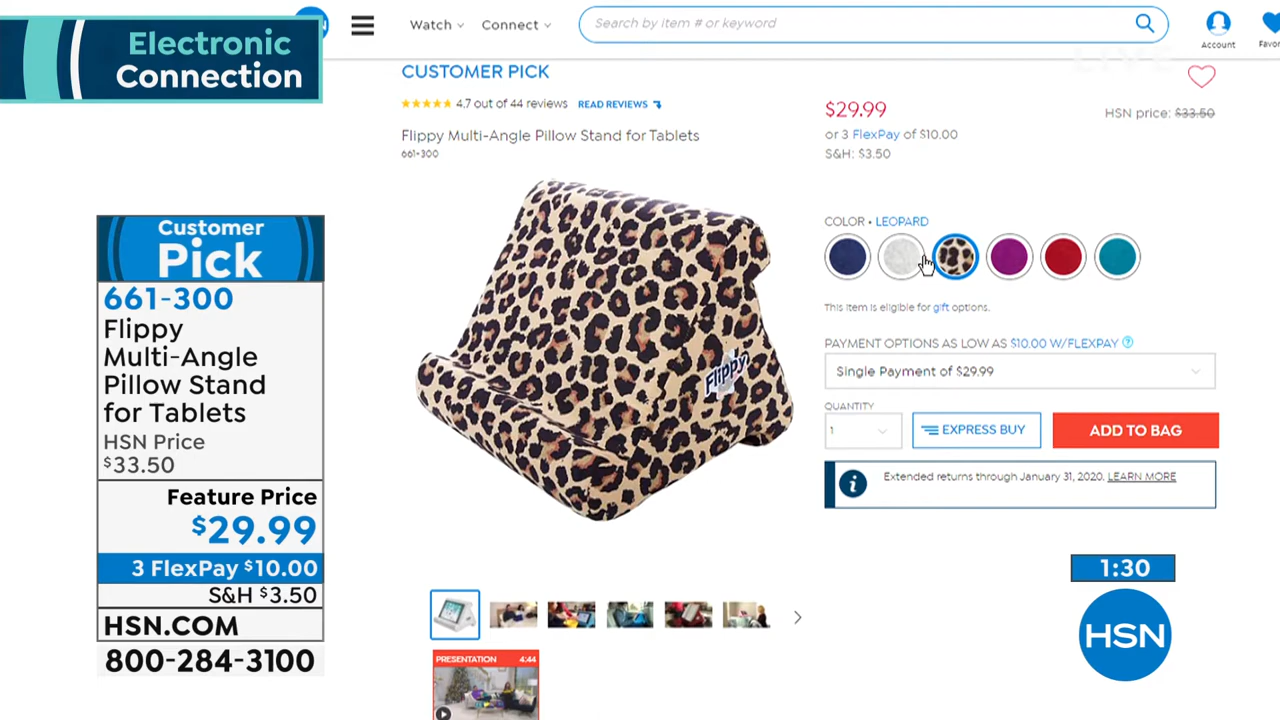 Electronic
Connection
Watch
Connect
Search by item # or keyword
Account
LIVE
CUSTOMER PICK
4.7 out of 44 reviews READ REVIEWS
Flippy Multi-Angle Pillow Stand for Tablets
661-300
$29.99
HSN price: $33.50
or 3 FlexPay of $10.00
S&H: $3.50
COLOR • LEOPARD
This item is eligible for gift options.
PAYMENT OPTIONS AS LOW AS $10.00 W/FLEXPAY ?
Single Payment of $29.99
QUANTITY
1
EXPRESS BUY
ADD TO BAG
i
Extended returns through January 31, 2020. LEARN MORE
Flippy
PRESENTATION 4:44
Customer
Pick
661-300
Flippy
Multi-Angle
Pillow Stand
for Tablets
HSN Price
$33.50
Feature Price
$29.99
3 FlexPay $10.00
S&H $3.50
HSN.COM
800-284-3100
1:30
HSN